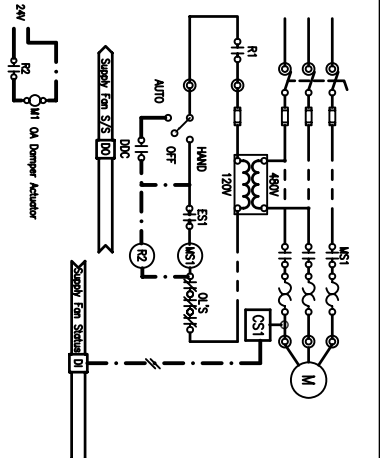 24V
R2
M1 OA Damper Actuator
Supply Fan S/S
DO
AUTO
OFF
HAND
DDC
R1
120V
480V
ES1
MS1
R2
OL'S
MS1
CS1
M
Supply Fan Status
DI